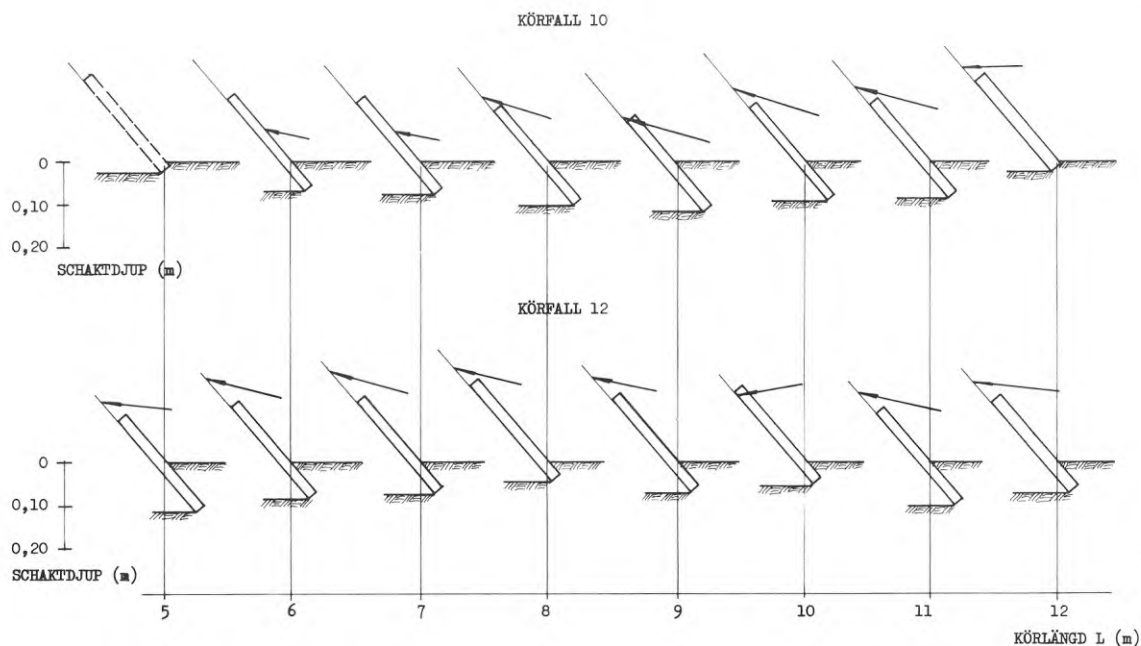 KÖRFALL 10
0
0,10
0,20
SCHAKTDJUP (m)
KÖRFALL 12
0
0,10
0,20
SCHAKTDJUP (m)
5 6 7 8 9 10 11 12
KÖRLÄNGD L (m)